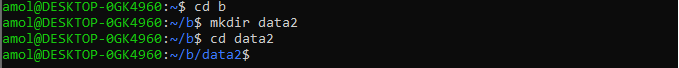 amol@DESKTOP-0GK4960:~$ cd b
amol@DESKTOP-0GK4960:~/b$ mkdir data2
amol@DESKTOP-0GK4960:~/b$ cd data2
amol@DESKTOP-0GK4960:~/b/data2$